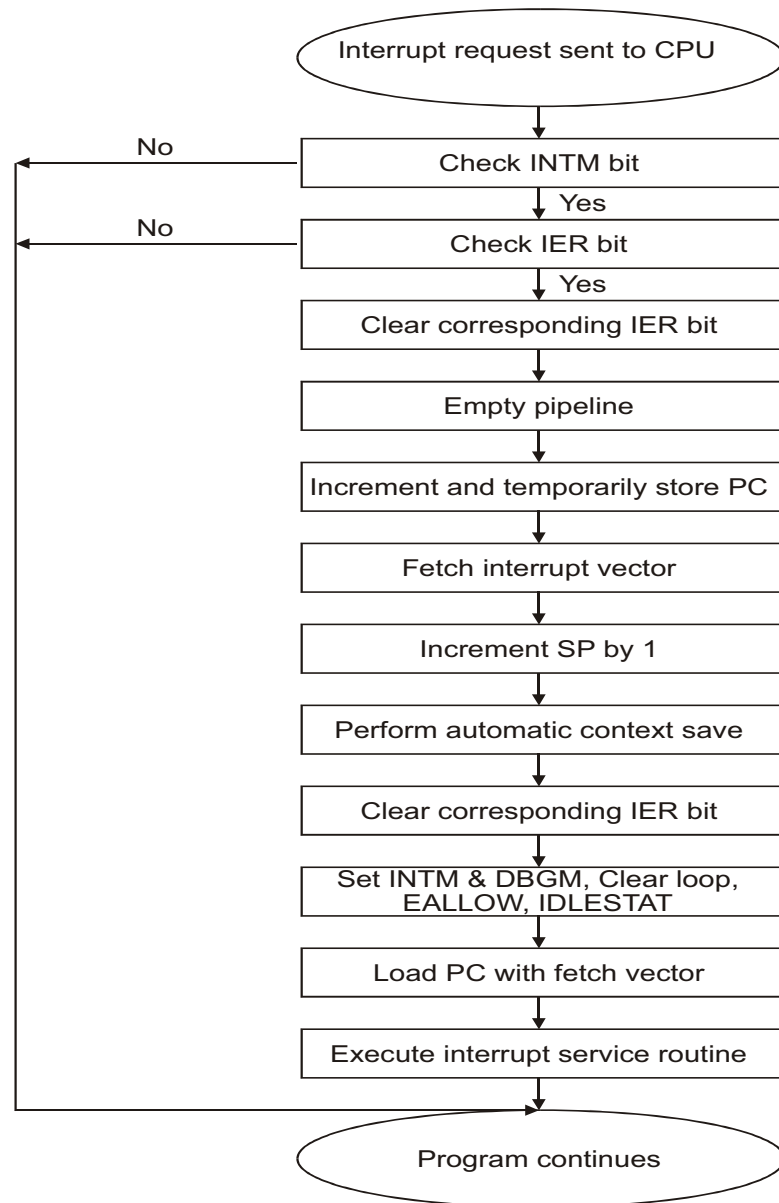 Interrupt request sent to CPU
No
Check INTM bit
Yes
No
Check IER bit
Yes
Clear corresponding IER bit
Empty pipeline
Increment and temporarily store PC
Fetch interrupt vector
Increment SP by 1
Perform automatic context save
Clear corresponding IER bit
Set INTM & DBGM, Clear loop,
EALLOW, IDLESTAT
Load PC with fetch vector
Execute interrupt service routine
Program continues